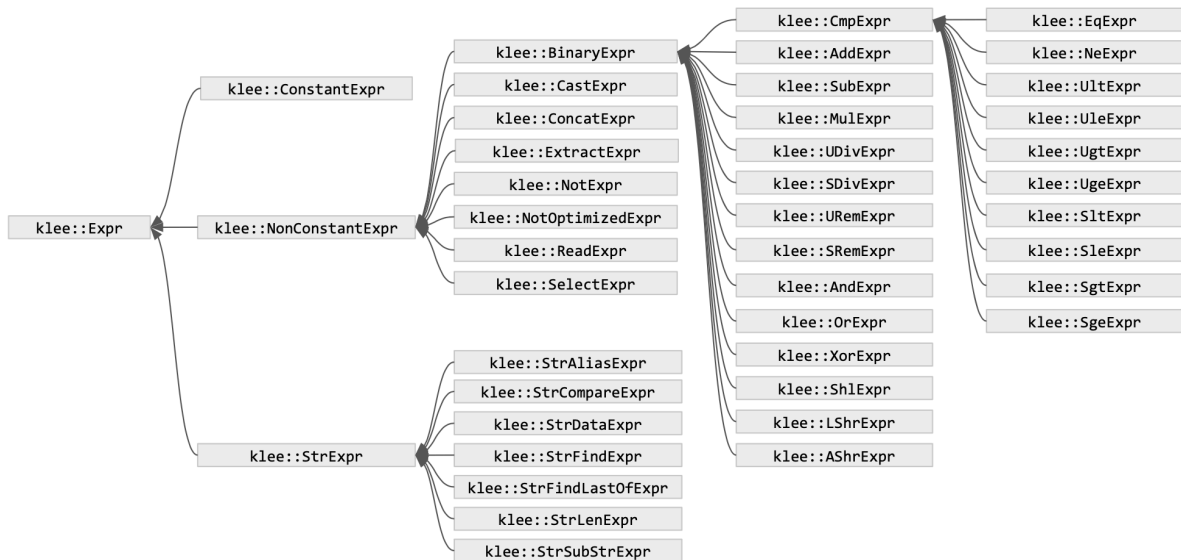 klee::Expr
klee::ConstantExpr
klee::NonConstantExpr
klee::StrExpr
klee::BinaryExpr
klee::CastExpr
klee::ConcatExpr
klee::ExtractExpr
klee::NotExpr
klee::NotOptimizedExpr
klee::ReadExpr
klee::SelectExpr
klee::StrAliasExpr
klee::StrCompareExpr
klee::StrDataExpr
klee::StrFindExpr
klee::StrFindLastOfExpr
klee::StrLenExpr
klee::StrSubStrExpr
klee::CmpExpr
klee::AddExpr
klee::SubExpr
klee::MulExpr
klee::UDivExpr
klee::SDivExpr
klee::URemExpr
klee::SRemExpr
klee::AndExpr
klee::OrExpr
klee::XorExpr
klee::ShlExpr
klee::LShrExpr
klee::AShrExpr
klee::EqExpr
klee::NeExpr
klee::UltExpr
klee::UleExpr
klee::UgtExpr
klee::UgeExpr
klee::SltExpr
klee::SleExpr
klee::SgtExpr
klee::SgeExpr